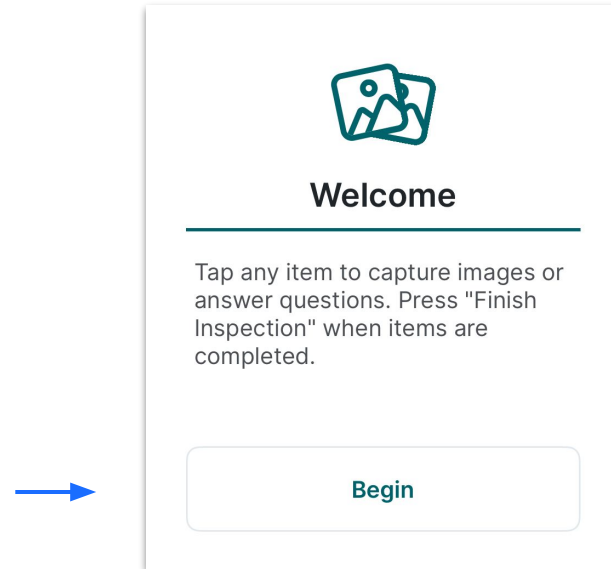 Welcome
Tap any item to capture images or
answer questions. Press "Finish
Inspection" when items are
completed.
Begin